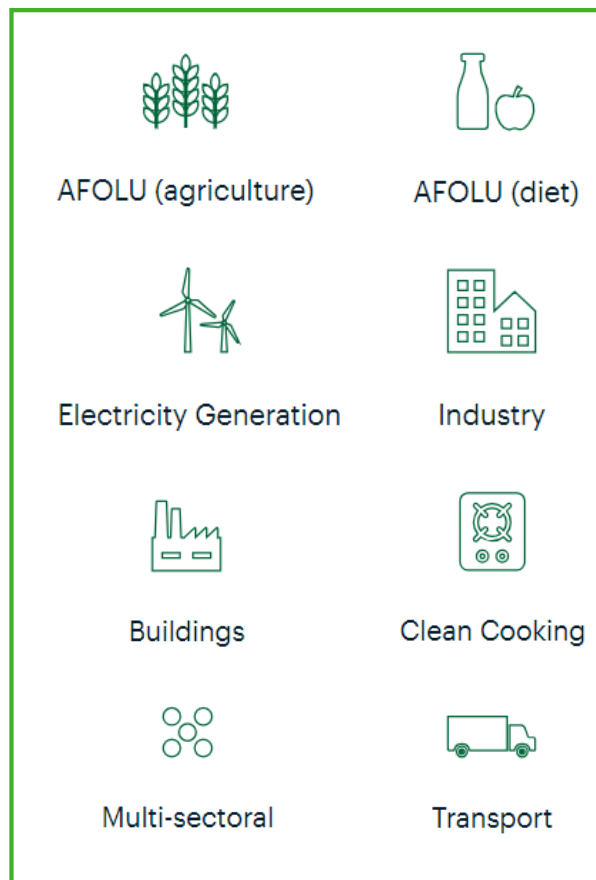 AFOLU (agriculture)
AFOLU (diet)
Electricity Generation
Industry
Buildings
Clean Cooking
Multi-sectoral
Transport